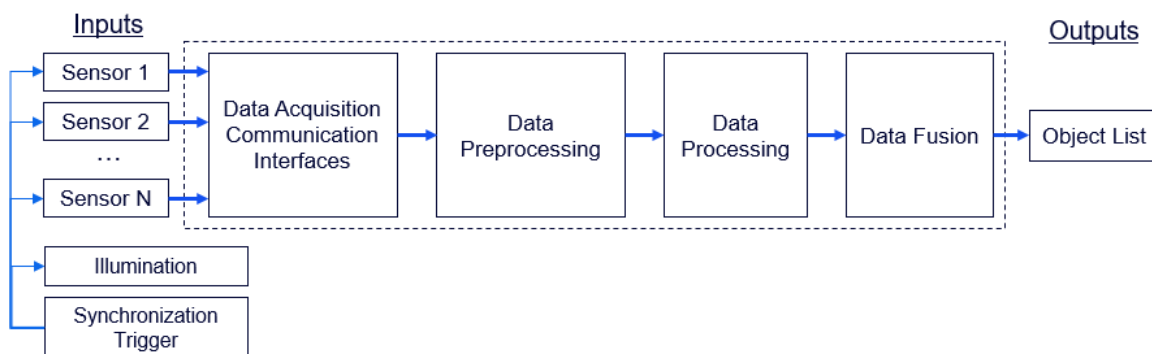 Inputs
Outputs
Sensor 1
Sensor 2
...
Sensor N
Illumination
Synchronization
Trigger
Data Acquisition
Communication
Interfaces
Data
Preprocessing
Data
Processing
Data Fusion
Object List